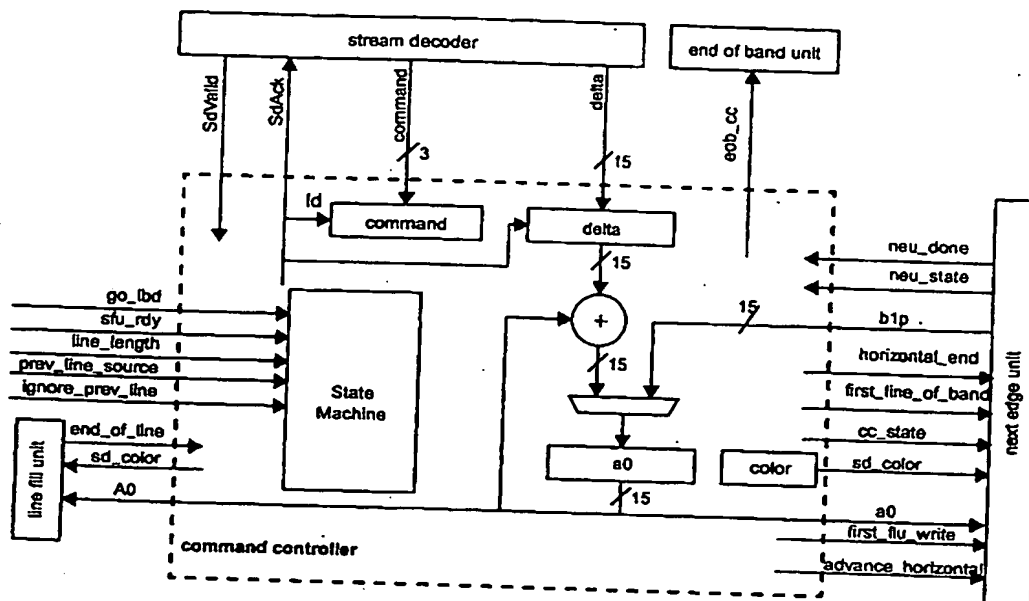 stream decoder
end of band unit
SdValid
SdAck
command
delta
eob_cc
3
15
ld
command
delta
neu_done
neu_state
15
15
b1p
go_lbd
sfu_rdy
line_length
prev_line_source
ignore_prev_line
State
Machine
+
15
horizontal_end
first_line_of_band
next edge unit
cc_state
line fill unit
end_of_line
sd_color
A0
a0
color
sd_color
15
a0
first_flu_write
command controller
advance_horizontal